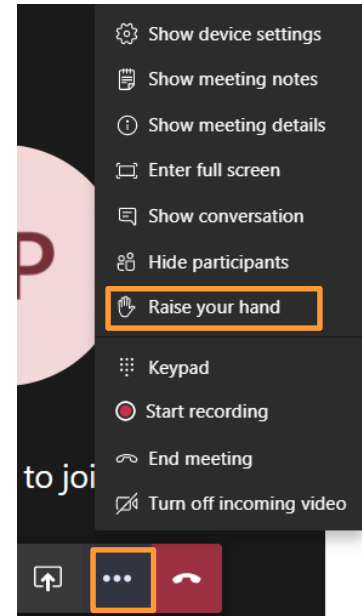 Show device settings
Show meeting notes
Show meeting details
Enter full screen
Show conversation
Hide participants
P
Raise your hand
Keypad
Start recording
End meeting
to joi
Turn off incoming video